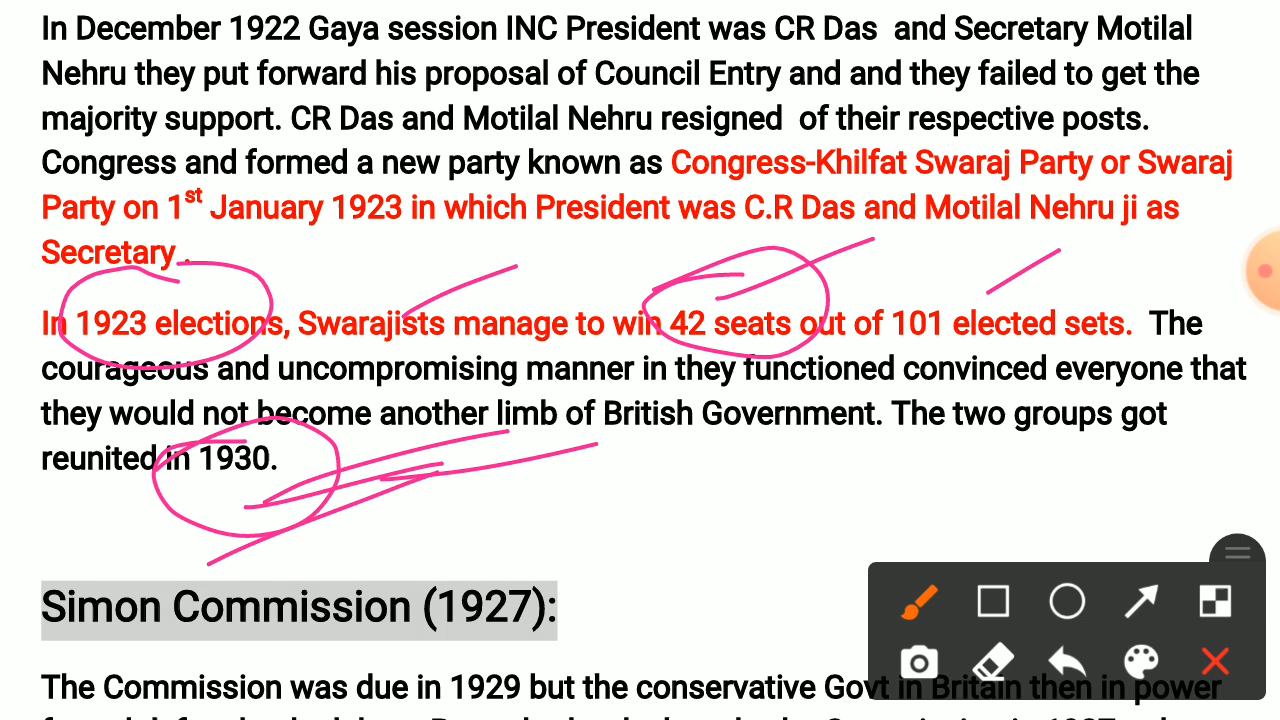 In December 1922 Gaya session INC President was CR Das and Secretary Motilal
Nehru they put forward his proposal of Council Entry and and they failed to get the
majority support. CR Das and Motilal Nehru resigned of their respective posts.
Congress and formed a new party known as Congress-Khilfat Swaraj Party or Swaraj
Party on 1st January 1923 in which President was C.R Das and Motilal Nehru ji as
Secretary .
In 1923 elections, Swarajists manage to win 42 seats out of 101 elected sets. The
courageous and uncompromising manner in they functioned convinced everyone that
they would not become another limb of British Government. The two groups got
reunited in 1930.
Simon Commission (1927):
The Commission was due in 1929 but the conservative Govt in Britain then in power